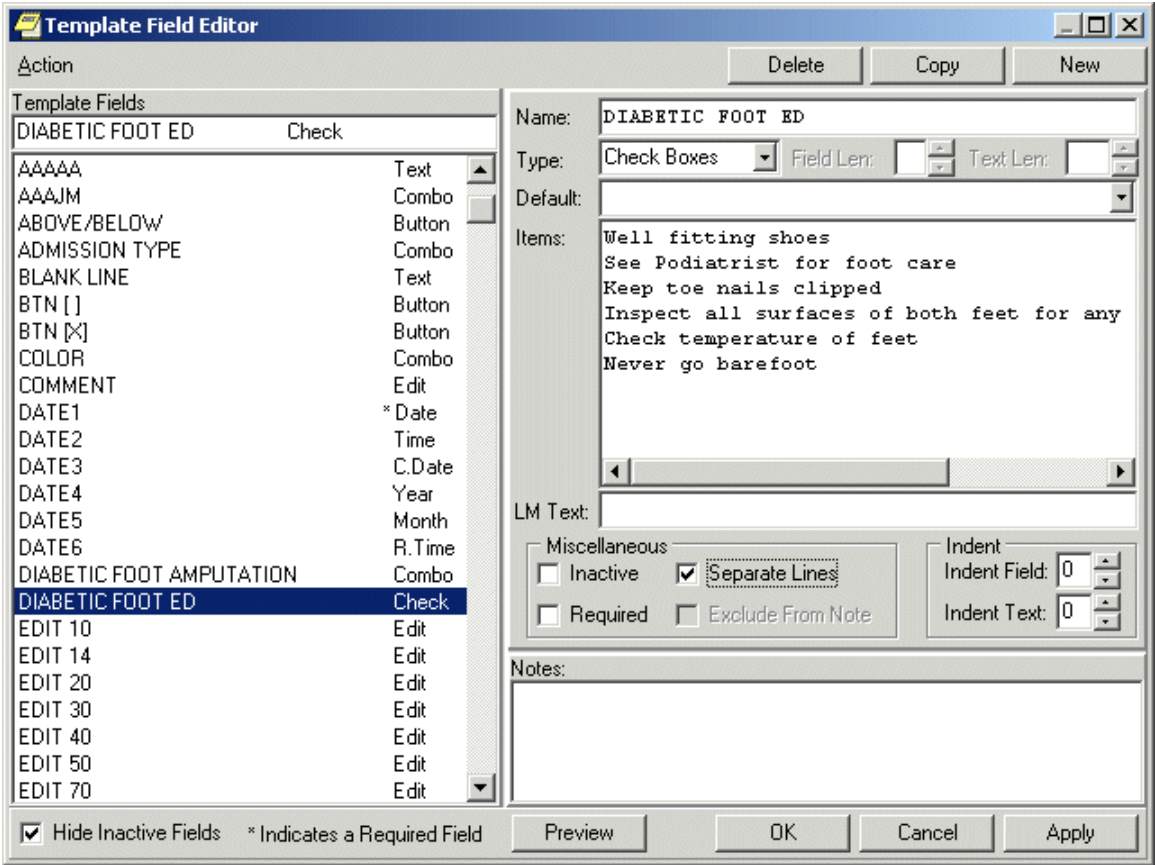 Template Field Editor
Action Delete Copy New
Template Fields
DIABETIC FOOT ED Check
AAAAA Text
AAAJM Combo
ABOVE/BELOW Button
ADMISSION TYPE Combo
BLANK LINE Text
BTN [ ] Button
BTN [X] Button
COLOR Combo
COMMENT Edit
DATE1 * Date
DATE2 Time
DATE3 C.Date
DATE4 Year
DATE5 Month
DATE6 R.Time
DIABETIC FOOT AMPUTATION Combo
DIABETIC FOOT ED Check
EDIT 10 Edit
EDIT 14 Edit
EDIT 20 Edit
EDIT 30 Edit
EDIT 40 Edit
EDIT 50 Edit
EDIT 70 Edit
Name: DIABETIC FOOT ED
Type: Check Boxes Field Len: Text Len:
Default:
Items: Well fitting shoes
See Podiatrist for foot care
Keep toe nails clipped
Inspect all surfaces of both feet for any
Check temperature of feet
Never go barefoot
LM Text:
Miscellaneous
Inactive Separate Lines
Required Exclude From Note
Indent
Indent Field: 0
Indent Text: 0
Notes:
Hide Inactive Fields * Indicates a Required Field Preview OK Cancel Apply